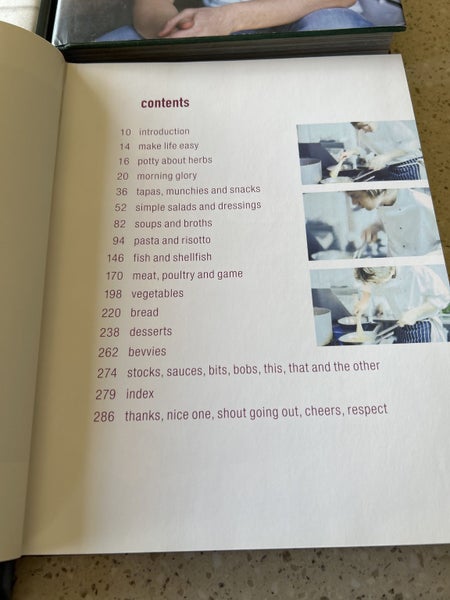 contents
10 introduction
14 make life easy
16 potty about herbs
20 morning glory
36 tapas, munchies and snacks
52 simple salads and dressings
82 soups and broths
94 pasta and risotto
146 fish and shellfish
170 meat, poultry and game
198 vegetables
220 bread
238 desserts
262 bevvies
274 stocks, sauces, bits, bobs, this, that and the other
279 index
286 thanks, nice one, shout going out, cheers, respect